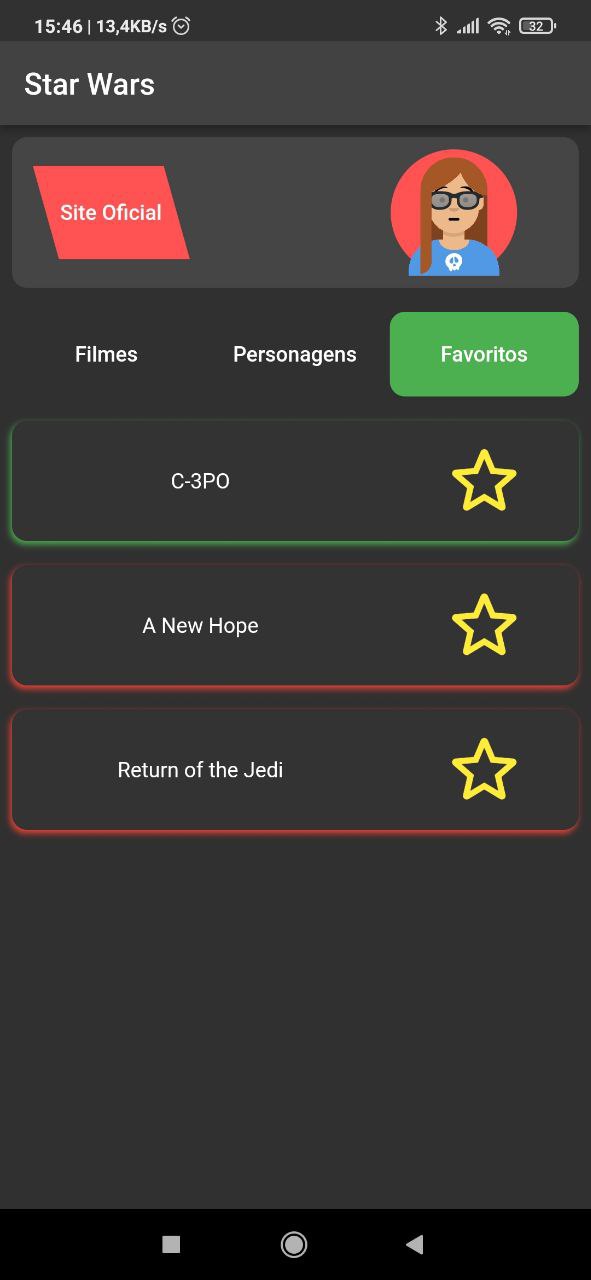 15:46 | 13,4KB/s
32
Star Wars
Site Oficial
Filmes
Personagens
Favoritos
C-3PO
A New Hope
Return of the Jedi